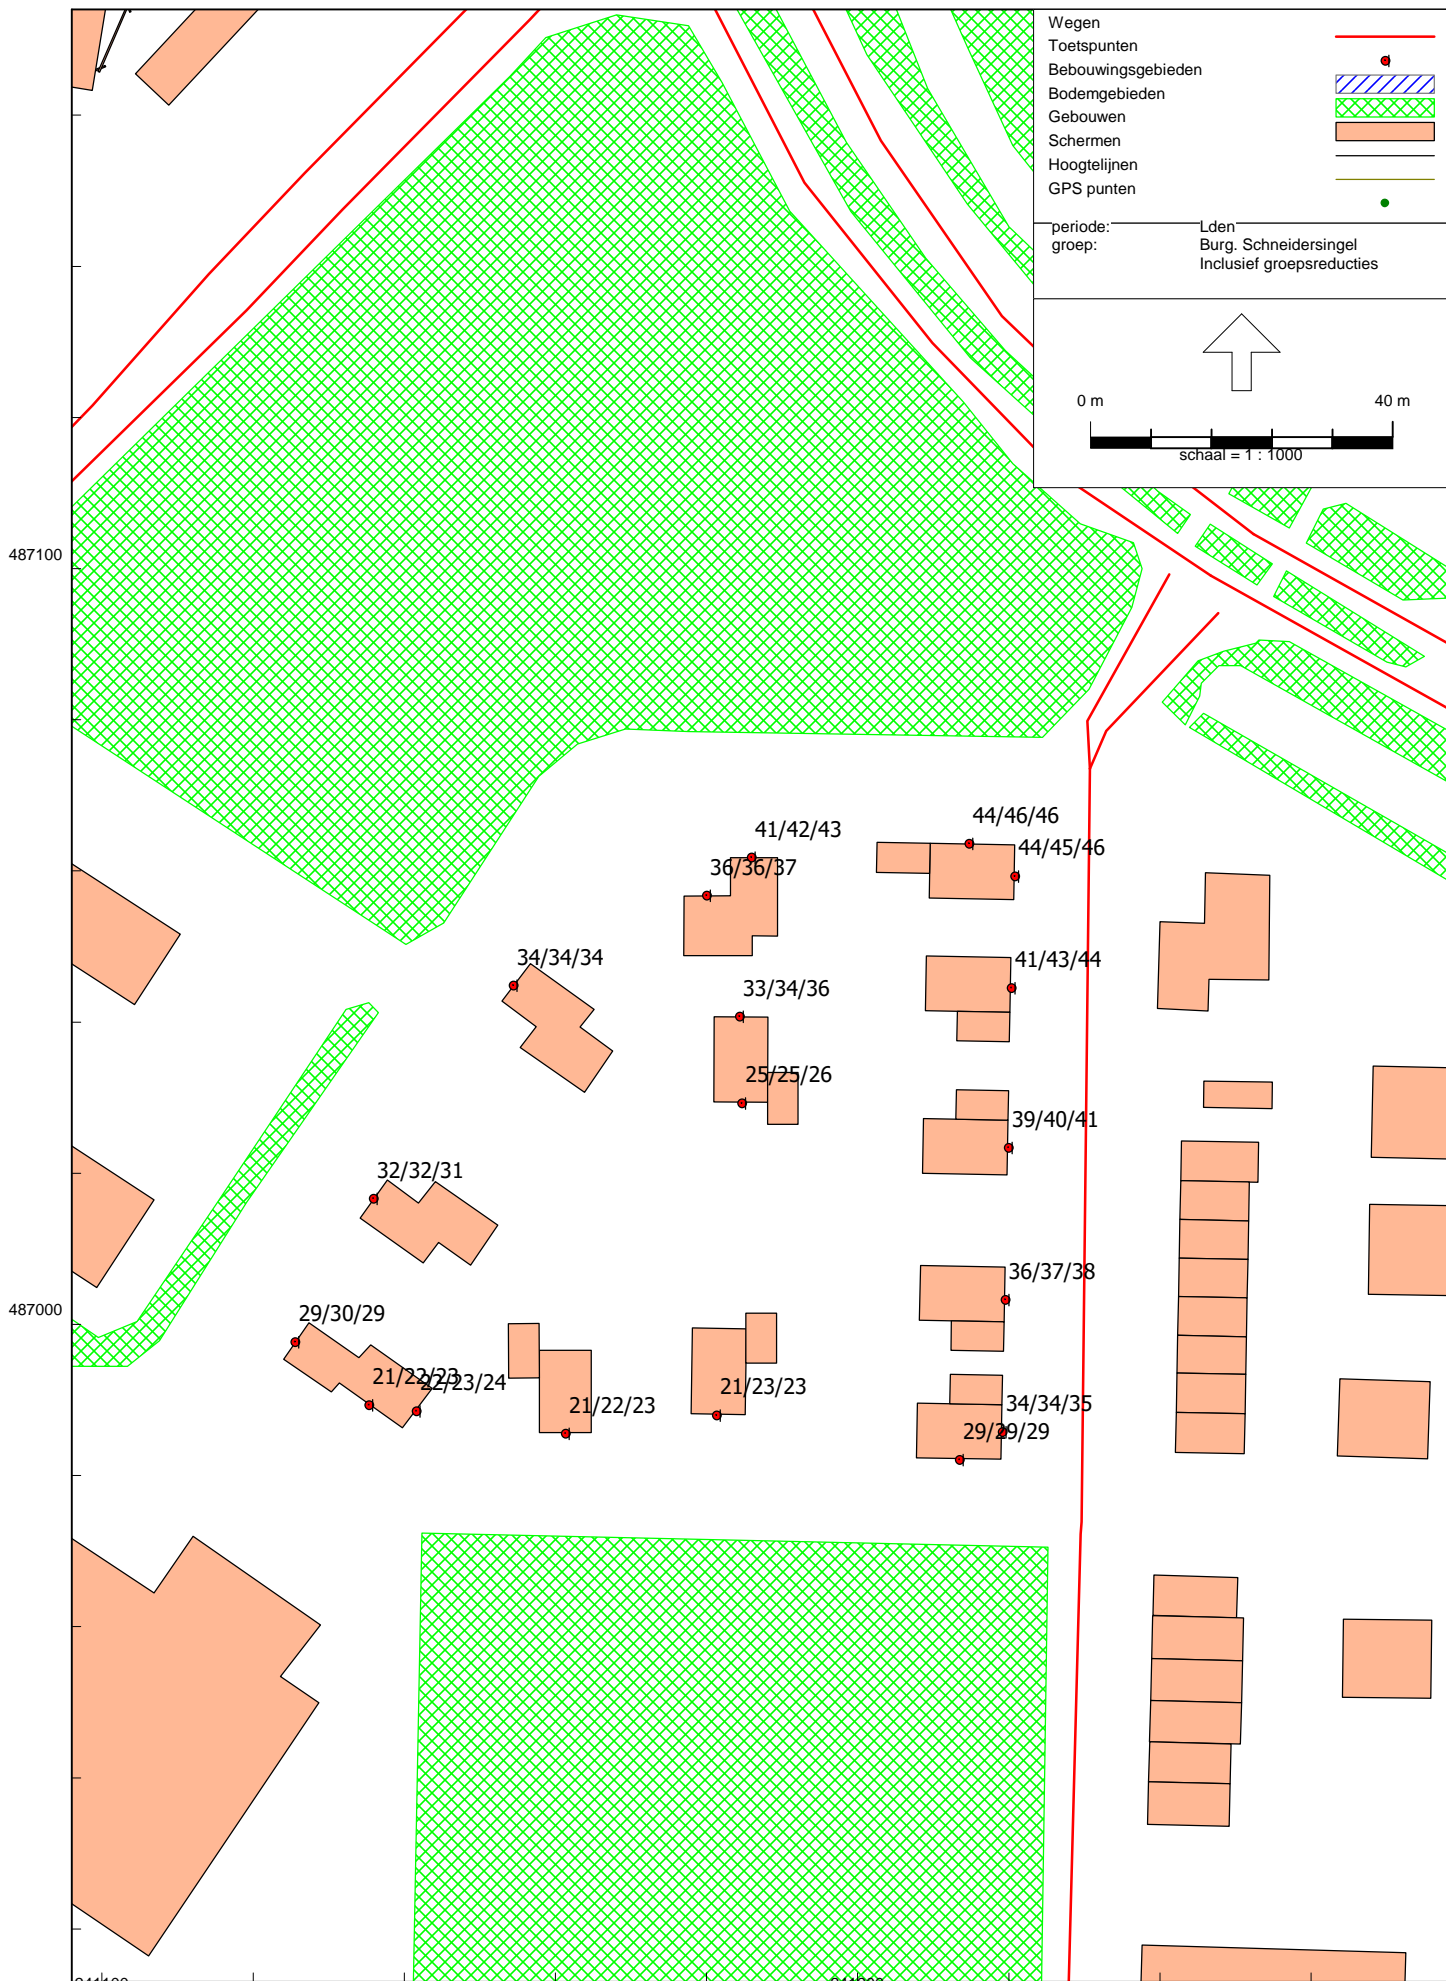 Wegen
Toetspunten
Bebouwingsgebieden
Bodemgebieden
Gebouwen
Schermen
Hoogtelijnen
GPS punten
periode: Lden
groep: Burg. Schneidersingel
Inclusief groepsreducties
0 m 40 m
schaal = 1 : 1000
487100
41/42/43
44/46/46
36/36/37
44/45/46
34/34/34
41/43/44
33/34/36
25/25/26
39/40/41
32/32/31
36/37/38
487000
29/30/29
21/22/23
22/23/24
21/22/23
21/23/23
34/34/35
29/29/29